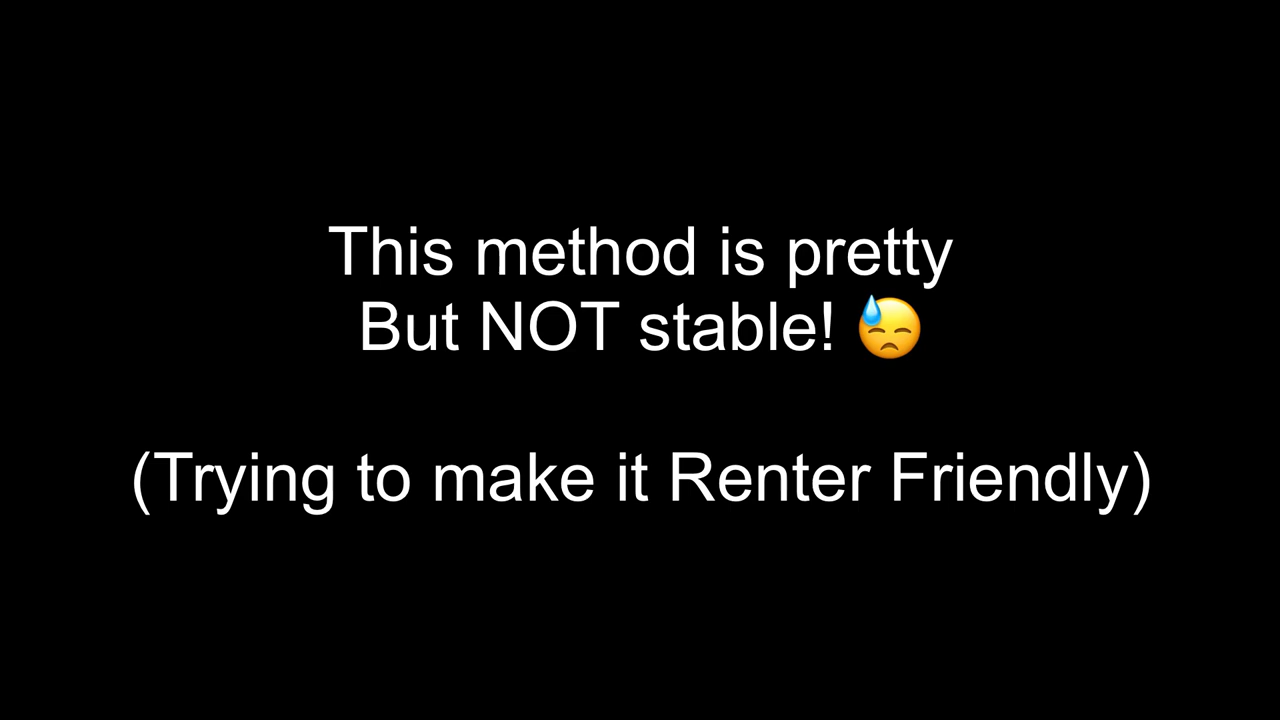 This method is pretty
But NOT stable! 😓
(Trying to make it Renter Friendly)